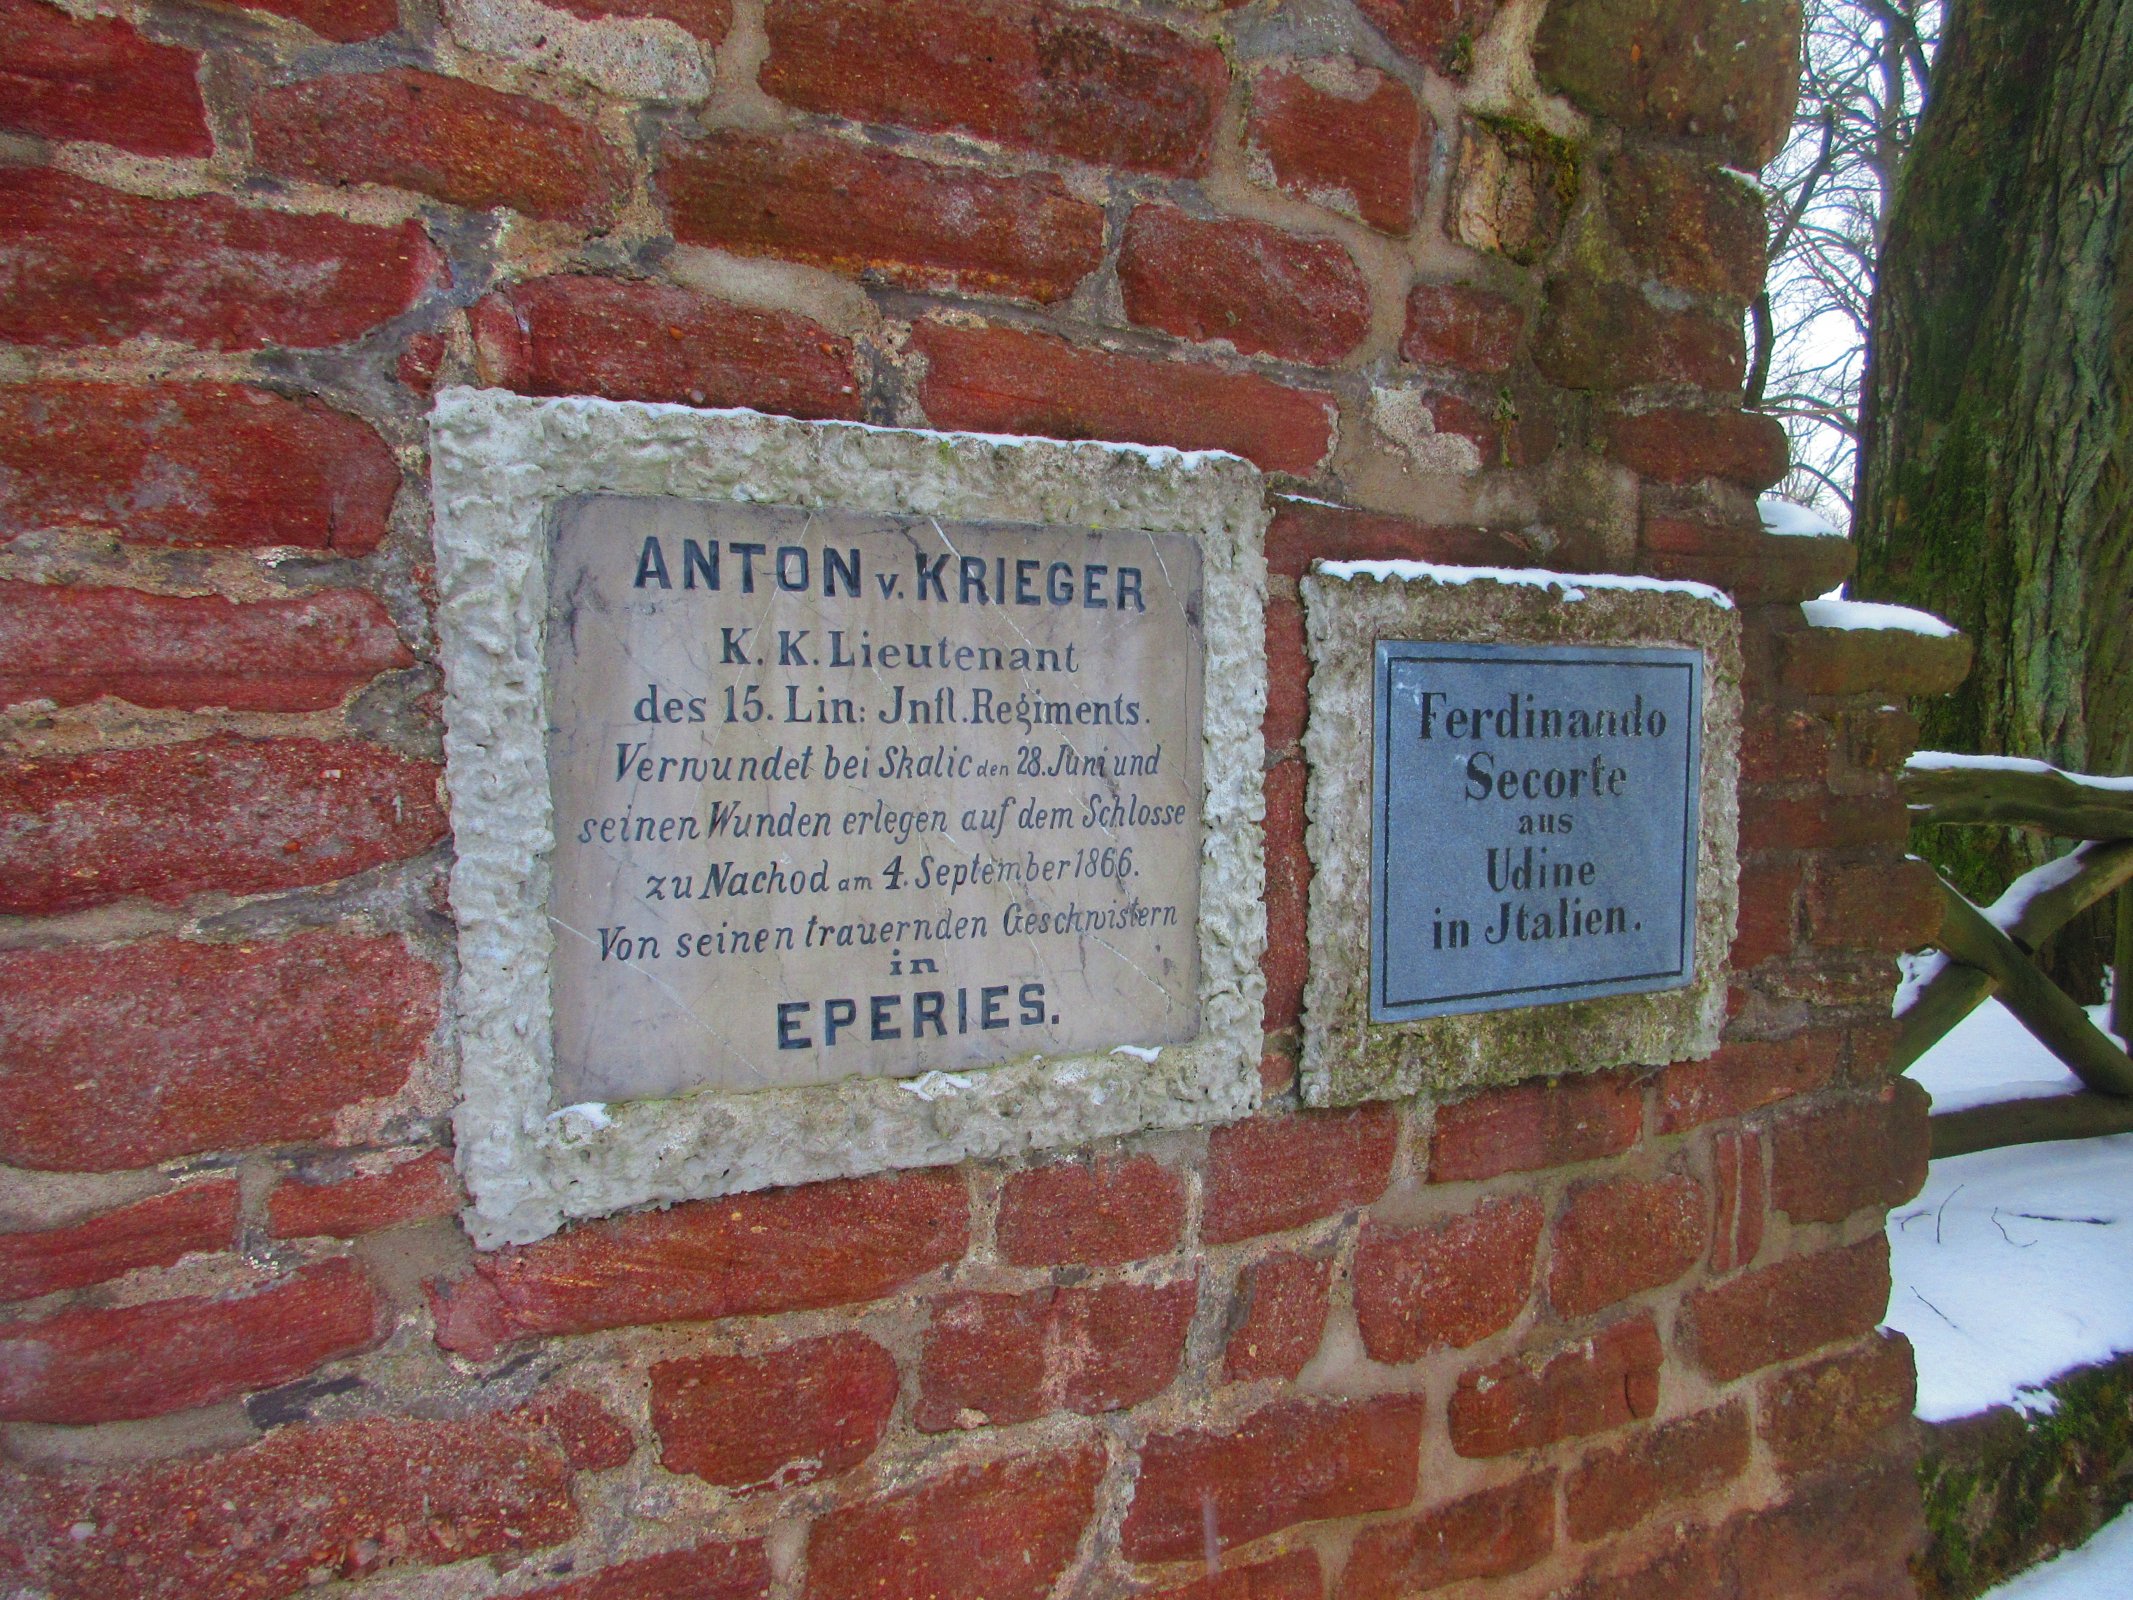 ANTON v. KRIEGER
K. K. Lieutenant
des 15. Lin: Jnft. Regiments.
Verwundet bei Skalic den 28. Juni und
seinen Wunden erlegen auf dem Schlosse
zu Nachod am 4. September 1866.
Von seinen trauernden Geschwistern
in
EPERIES.
Ferdinando
Secorte
aus
Udine
in Jtalien.